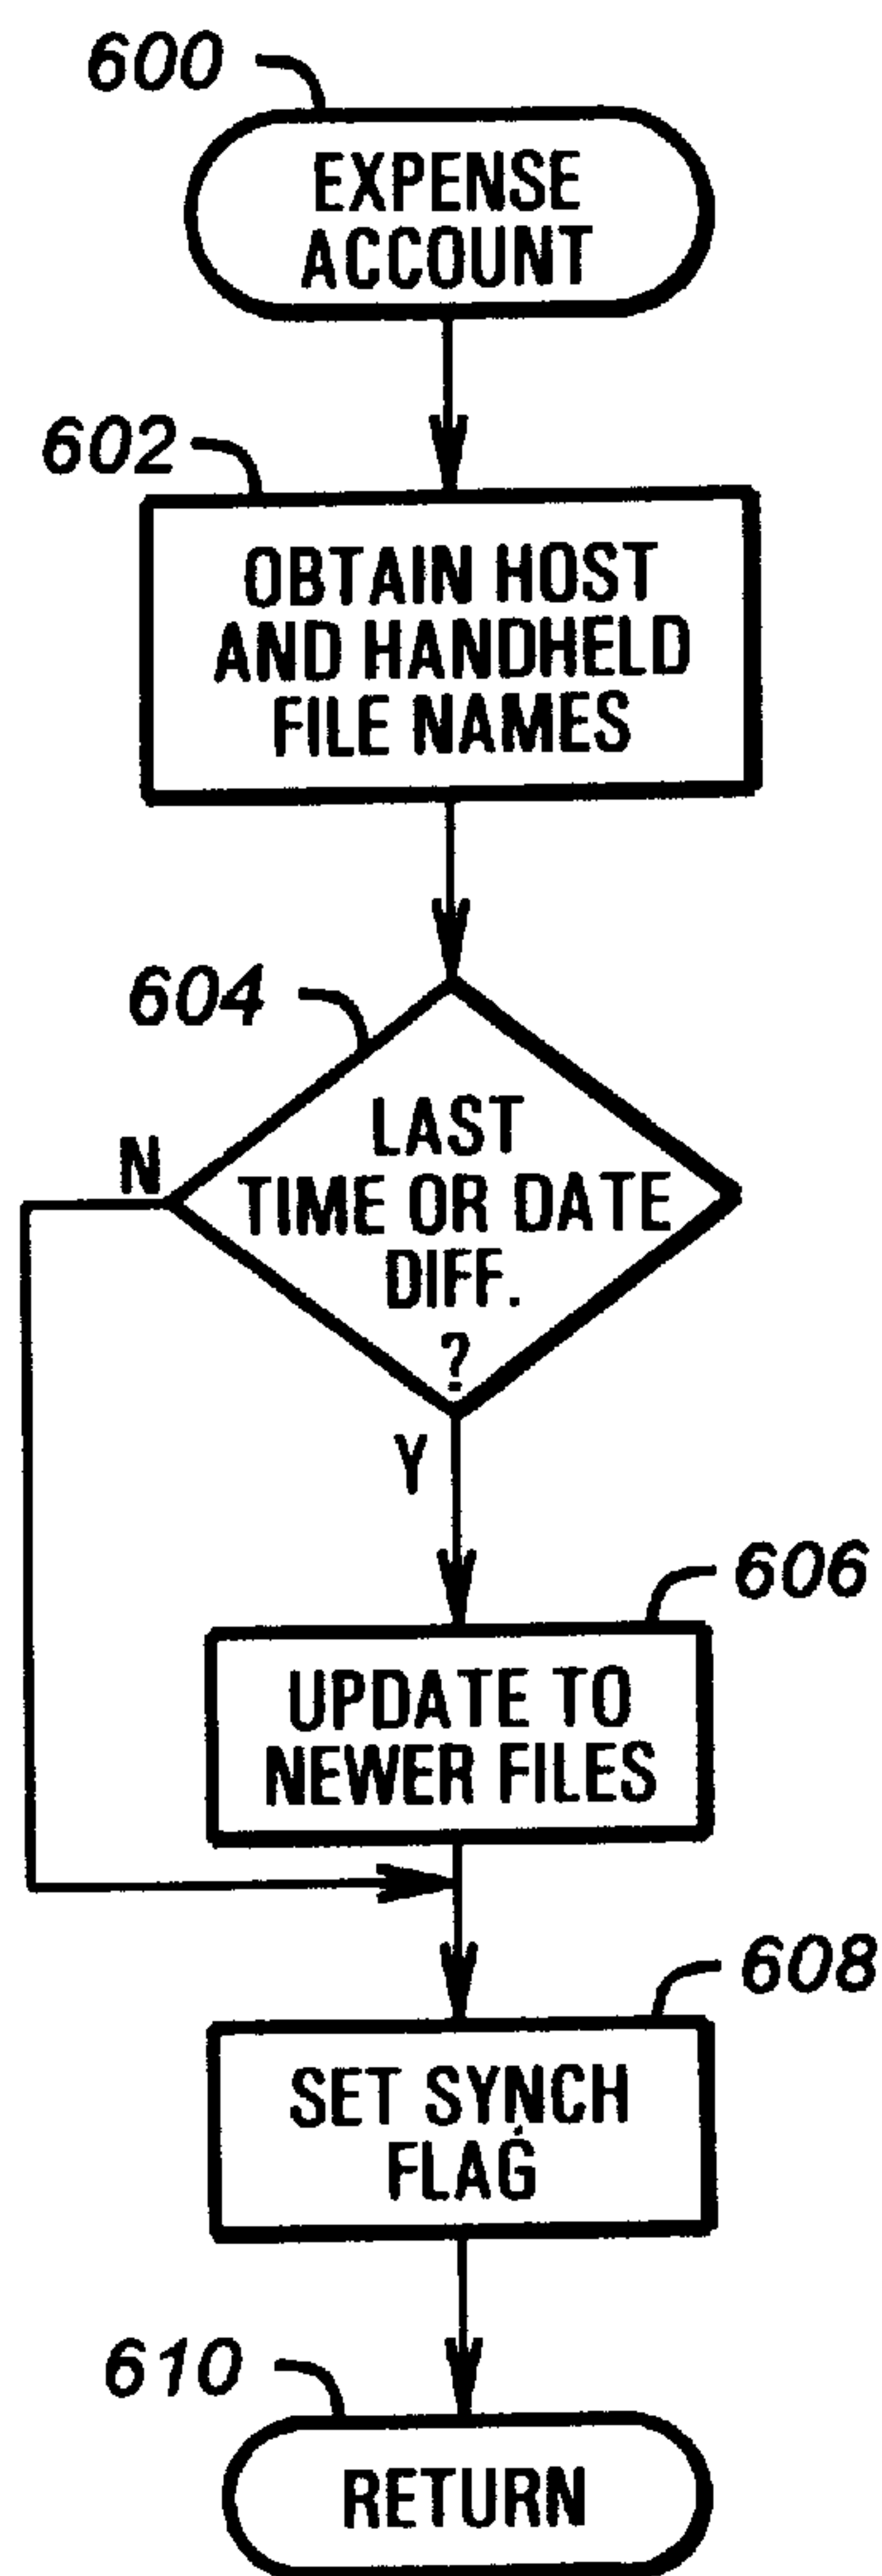 600
EXPENSE
ACCOUNT
602
OBTAIN HOST
AND HANDHELD
FILE NAMES
604
N
LAST
TIME OR DATE
DIFF.
?
Y
606
UPDATE TO
NEWER FILES
608
SET SYNCH
FLAG
610
RETURN